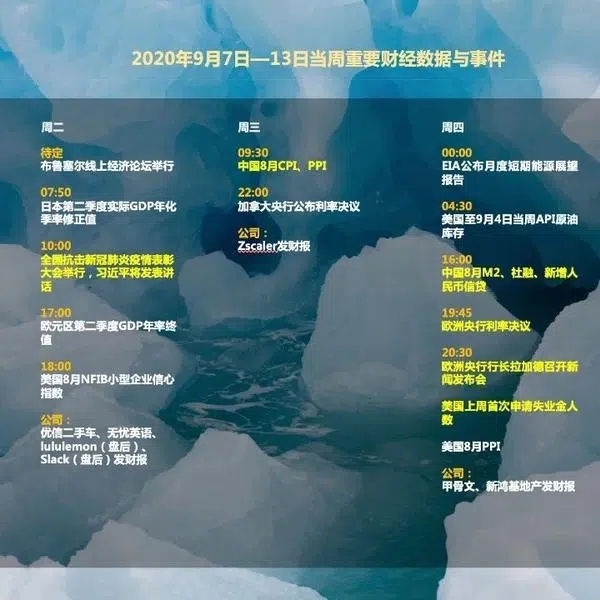 2020年9月7日—13日当周重要财经数据与事件
周二
待定
布鲁塞尔线上经济论坛举行
07:50
日本第二季度实际GDP年化
季率修正值
10:00
全国抗击新冠肺炎疫情表彰
大会举行，习近平将发表讲
话
17:00
欧元区第二季度GDP年率终
值
18:00
美国8月NFIB小型企业信心
指数
公司：
优信二手车、无忧英语、
lululemon（盘后）、
Slack（盘后）发财报
周三
09:30
中国8月CPI、PPI
22:00
加拿大央行公布利率决议
公司：
Zscaler发财报
周四
00:00
EIA公布月度短期能源展望
报告
04:30
美国至9月4日当周API原油
库存
16:00
中国8月M2、社融、新增人
民币信贷
19:45
欧洲央行利率决议
20:30
欧洲央行行长拉加德召开新
闻发布会
美国上周首次申请失业金人
数
美国8月PPI
公司：
甲骨文、新鸿基地产发财报